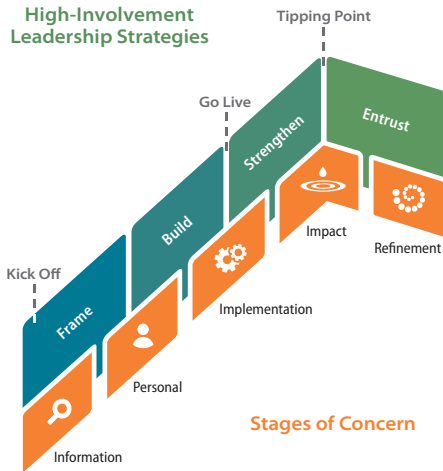 High-Involvement
Leadership Strategies
Tipping Point
Go Live
Kick Off
Frame
Build
Strengthen
Entrust
Information
Personal
Implementation
Impact
Refinement
Stages of Concern